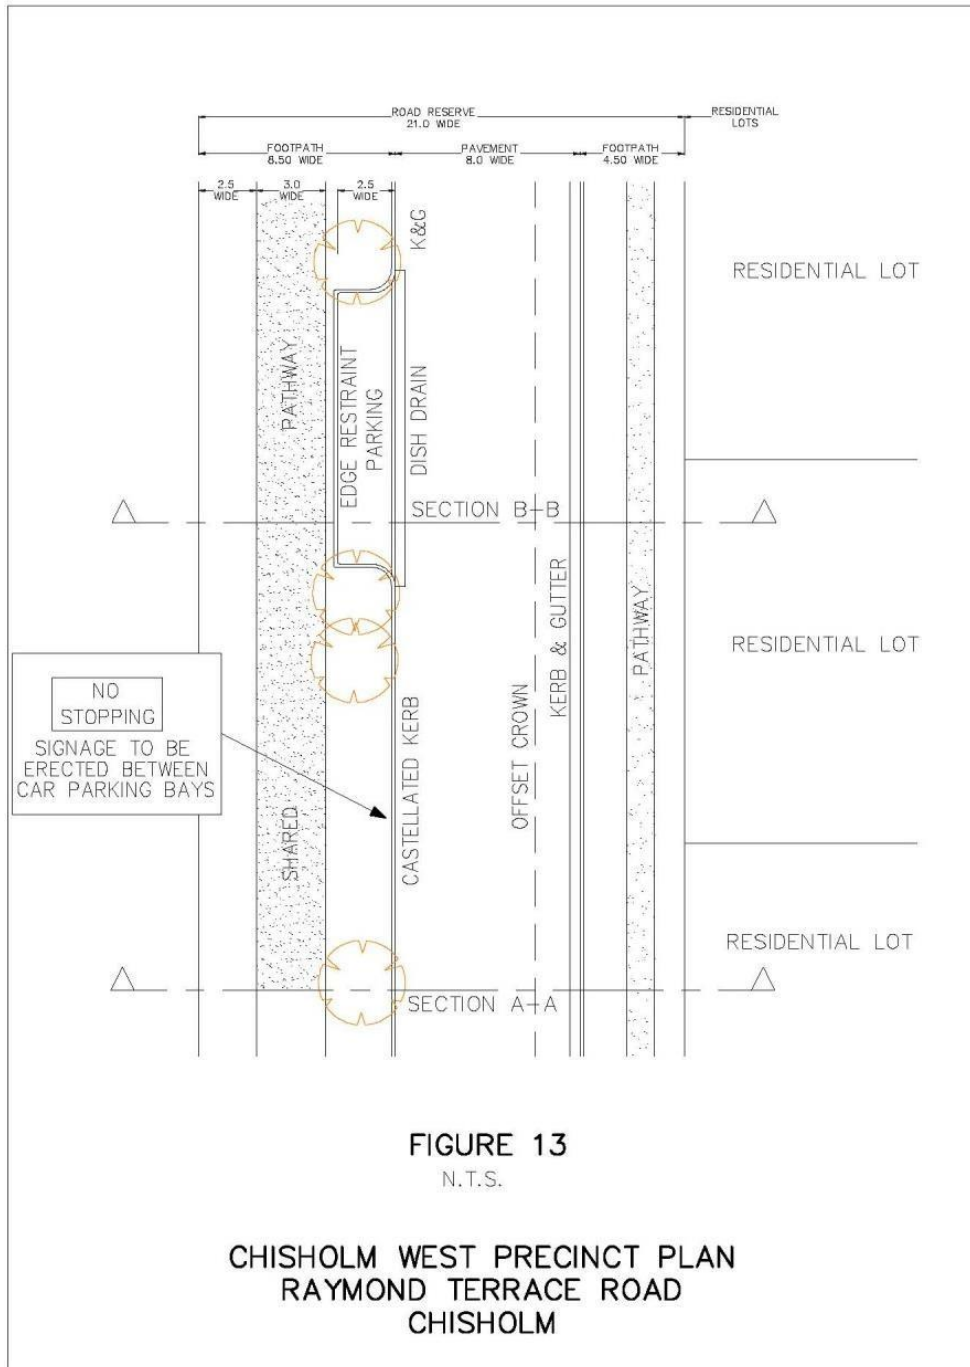 ROAD RESERVE
21.0 WIDE
RESIDENTIAL
LOTS
FOOTPATH
8.50 WIDE
PAVEMENT
8.0 WIDE
FOOTPATH
4.50 WIDE
2.5
WIDE
3.0
WIDE
2.5
WIDE
K&G
RESIDENTIAL LOT
PATHWAY
EDGE RESTRAINT
PARKING
DISH DRAIN
SECTION B-B
KERB & GUTTER
PATHWAY
RESIDENTIAL LOT
NO
STOPPING
SIGNAGE TO BE
ERECTED BETWEEN
CAR PARKING BAYS
SHARED
CASTELLATED KERB
OFFSET CROWN
RESIDENTIAL LOT
SECTION A-A
FIGURE 13
N.T.S.
CHISHOLM WEST PRECINCT PLAN
RAYMOND TERRACE ROAD
CHISHOLM